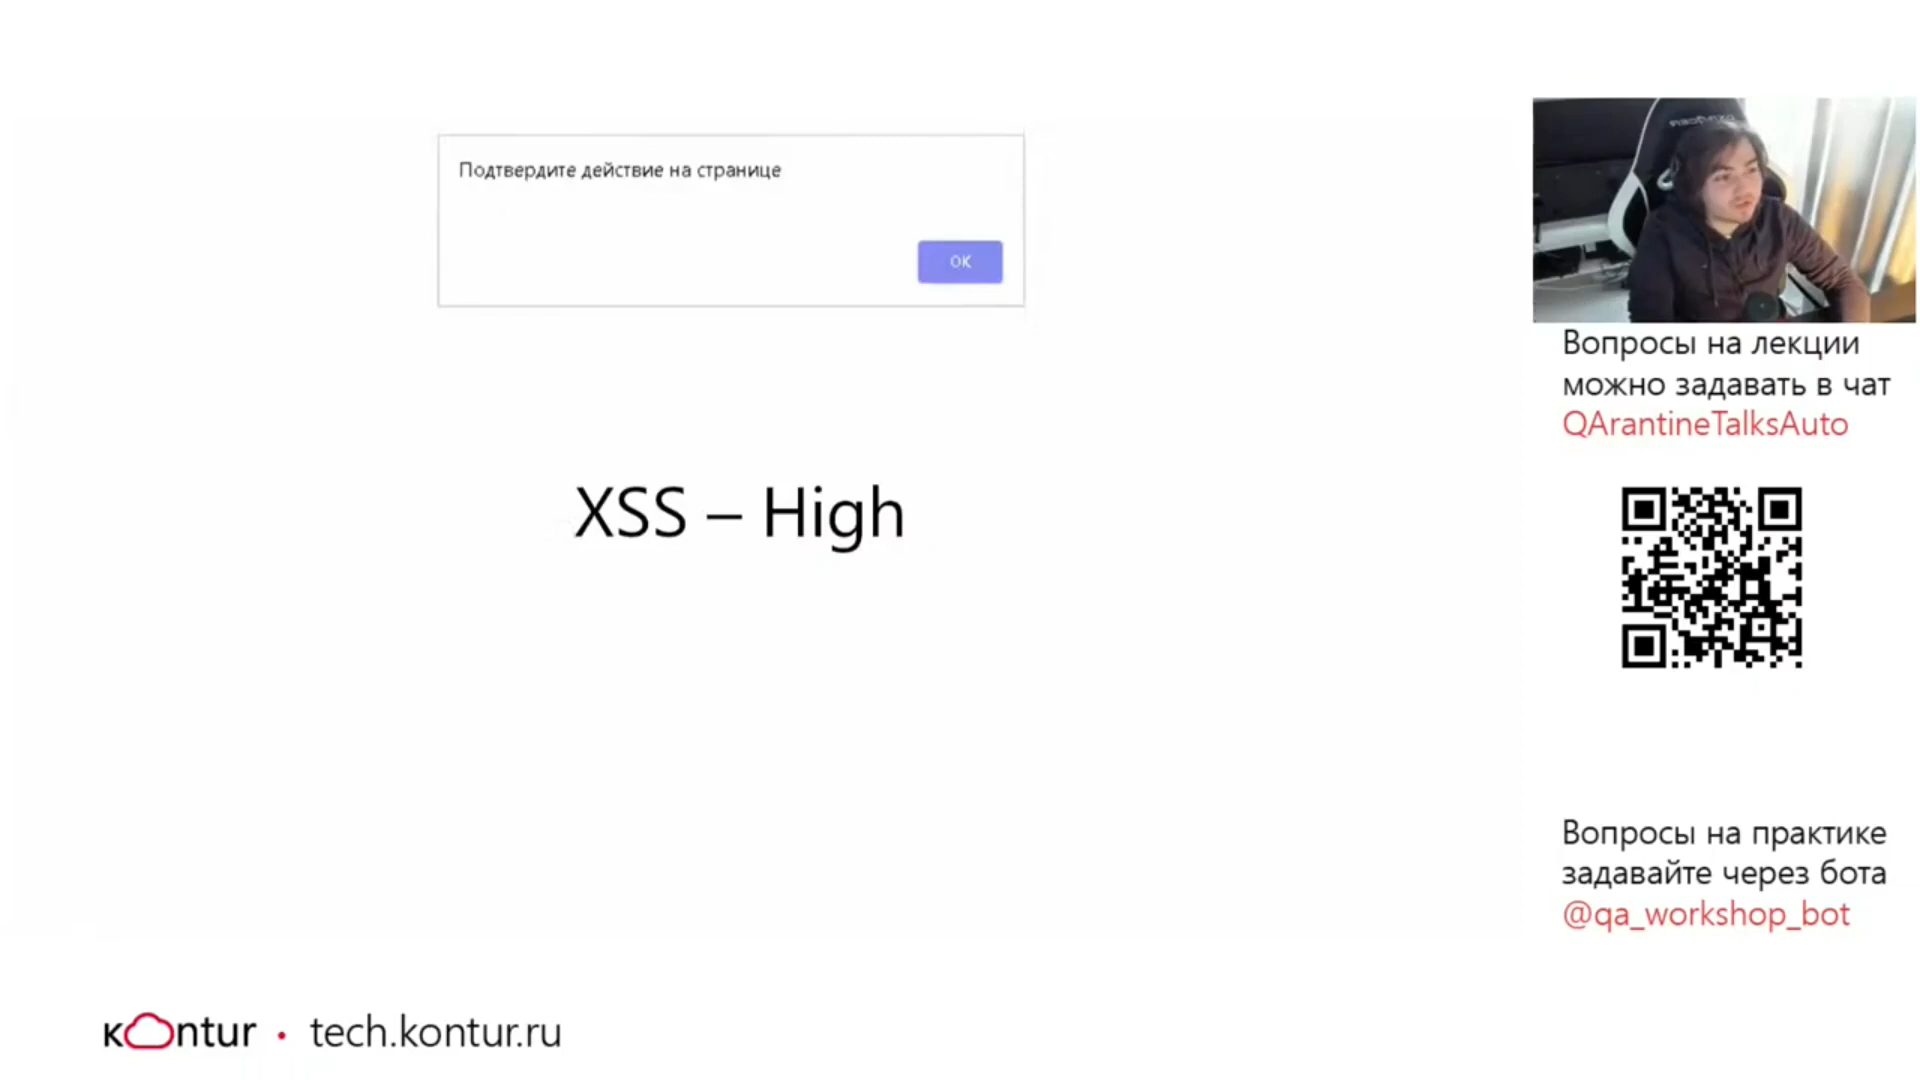 Подтвердите действие на странице
OK
XSS – High
Вопросы на лекции
можно задавать в чат
QArantineTalksAuto
Вопросы на практике
задавайте через бота
@qa_workshop_bot
kontur • tech.kontur.ru